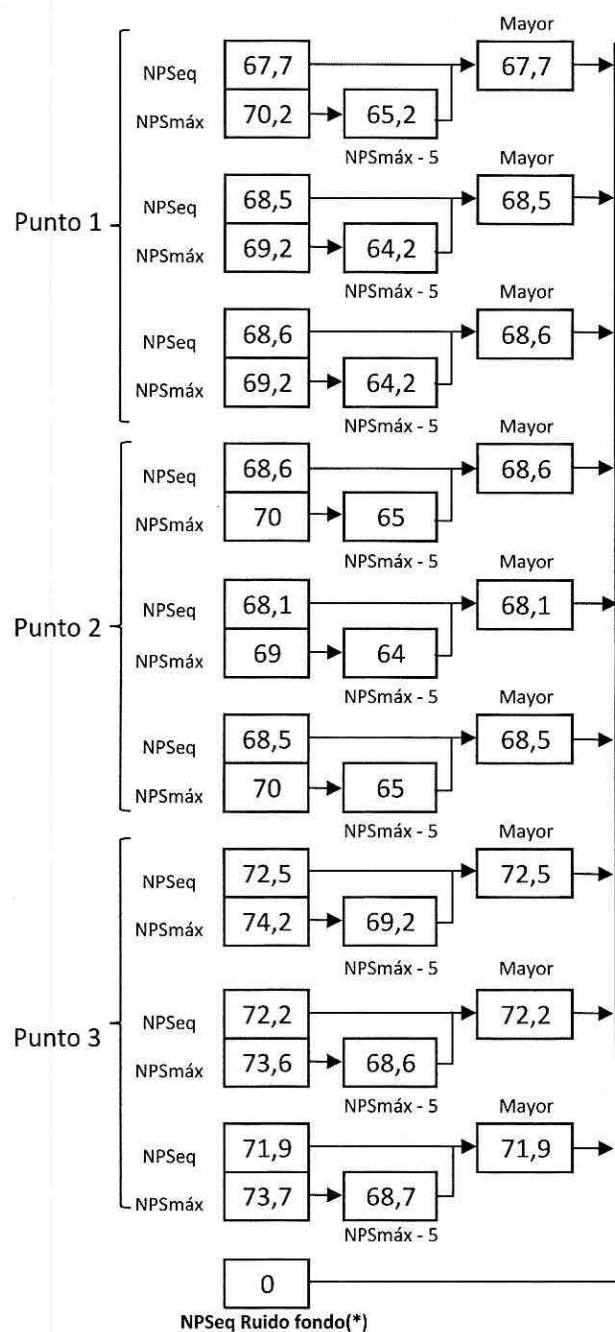 Mayor
NPSeq 67,7 67,7
NPSmáx 70,2 65,2
NPSmáx - 5
Mayor
NPSeq 68,5 68,5
Punto 1
NPSmáx 69,2 64,2
NPSmáx - 5
Mayor
NPSeq 68,6 68,6
NPSmáx 69,2 64,2
NPSmáx - 5
Mayor
NPSeq 68,6 68,6
NPSmáx 70 65
NPSmáx - 5
Mayor
NPSeq 68,1 68,1
Punto 2
NPSmáx 69 64
NPSmáx - 5
Mayor
NPSeq 68,5 68,5
NPSmáx 70 65
NPSmáx - 5
Mayor
NPSeq 72,5 72,5
NPSmáx 74,2 69,2
NPSmáx - 5
Mayor
NPSeq 72,2 72,2
Punto 3
NPSmáx 73,6 68,6
NPSmáx - 5
Mayor
NPSeq 71,9 71,9
NPSmáx 73,7 68,7
NPSmáx - 5
0
NPSeq Ruido fondo(*)